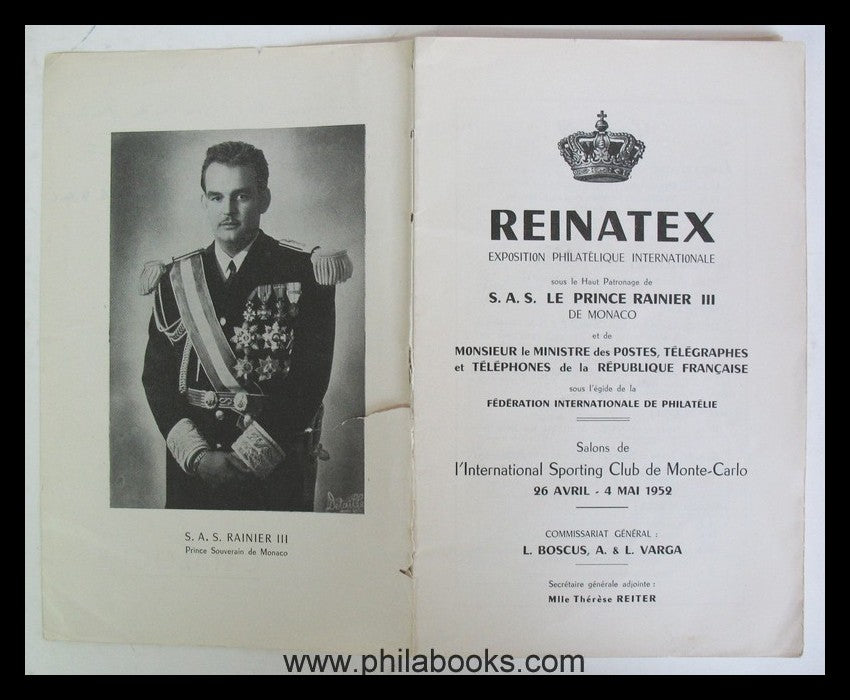 S. A. S. RAINIER III
Prince Souverain de Monaco
REINATEX
EXPOSITION PHILATÉLIQUE INTERNATIONALE
sous le Haut Patronage de
S. A. S. LE PRINCE RAINIER III
DE MONACO
et de
MONSIEUR le MINISTRE des POSTES, TÉLÉGRAPHES
et TÉLÉPHONES de la RÉPUBLIQUE FRANÇAISE
sous l'égide de la
FÉDÉRATION INTERNATIONALE DE PHILATÉLIE
Salons de
l'International Sporting Club de Monte-Carlo
26 AVRIL - 4 MAI 1952
COMMISSARIAT GÉNÉRAL :
L. BOSCUS, A. & L. VARGA
Secrétaire générale adjointe :
Mlle Thérèse REITER
www.philabooks.com